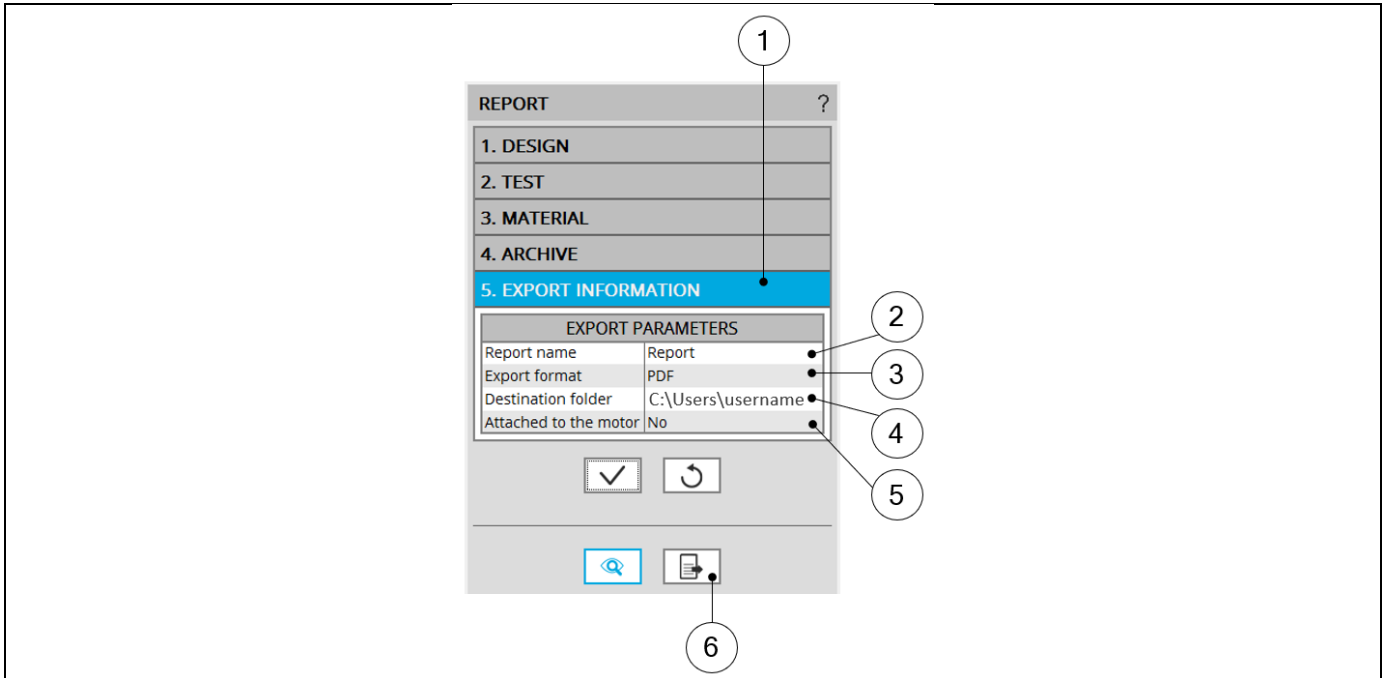 1
REPORT ?
1. DESIGN
2. TEST
3. MATERIAL
4. ARCHIVE
5. EXPORT INFORMATION
EXPORT PARAMETERS
2
Report name Report
Export format PDF
3
Destination folder C:\Users\username
4
Attached to the motor No
5
6